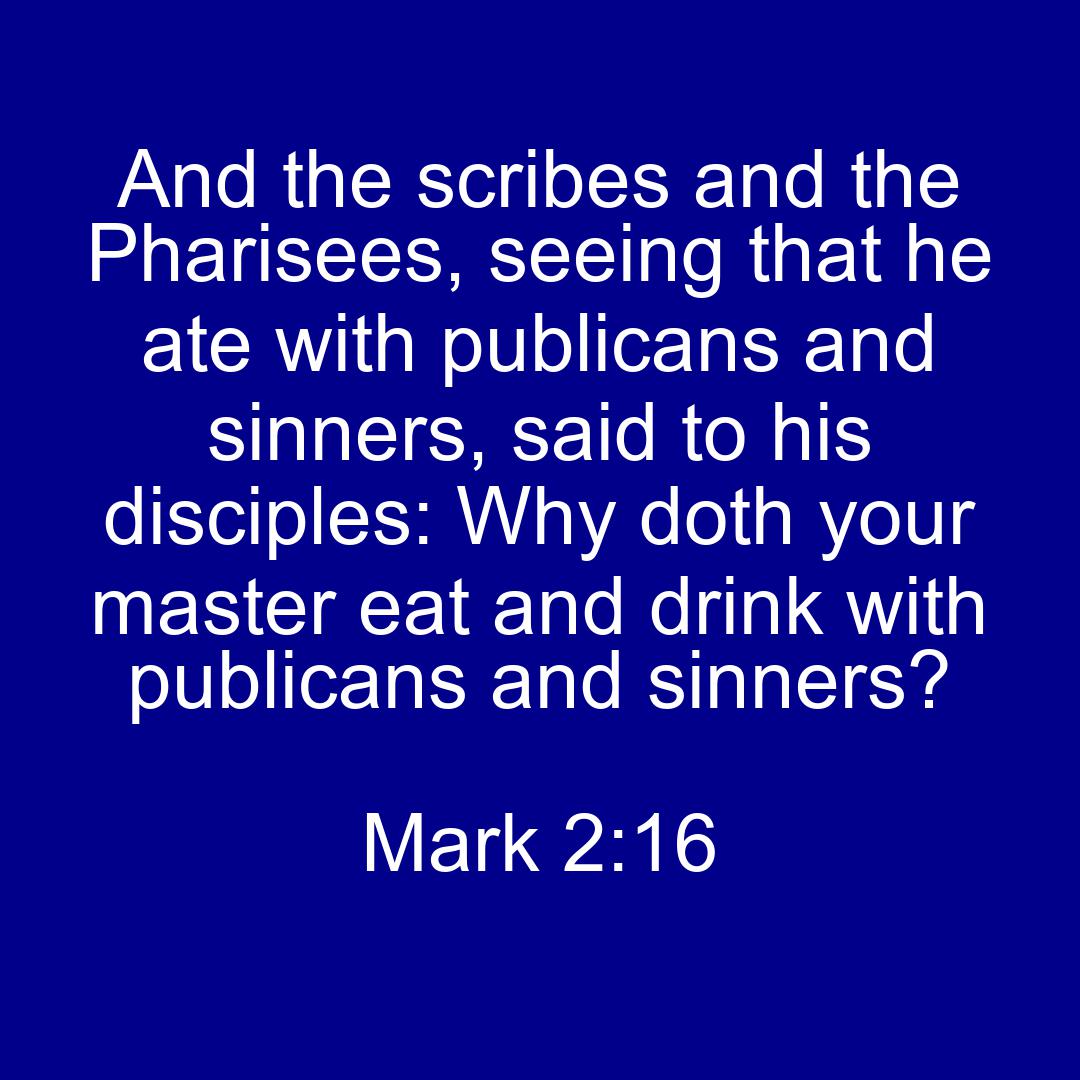 And the scribes and the
Pharisees, seeing that he
ate with publicans and
sinners, said to his
disciples: Why doth your
master eat and drink with
publicans and sinners?
Mark 2:16